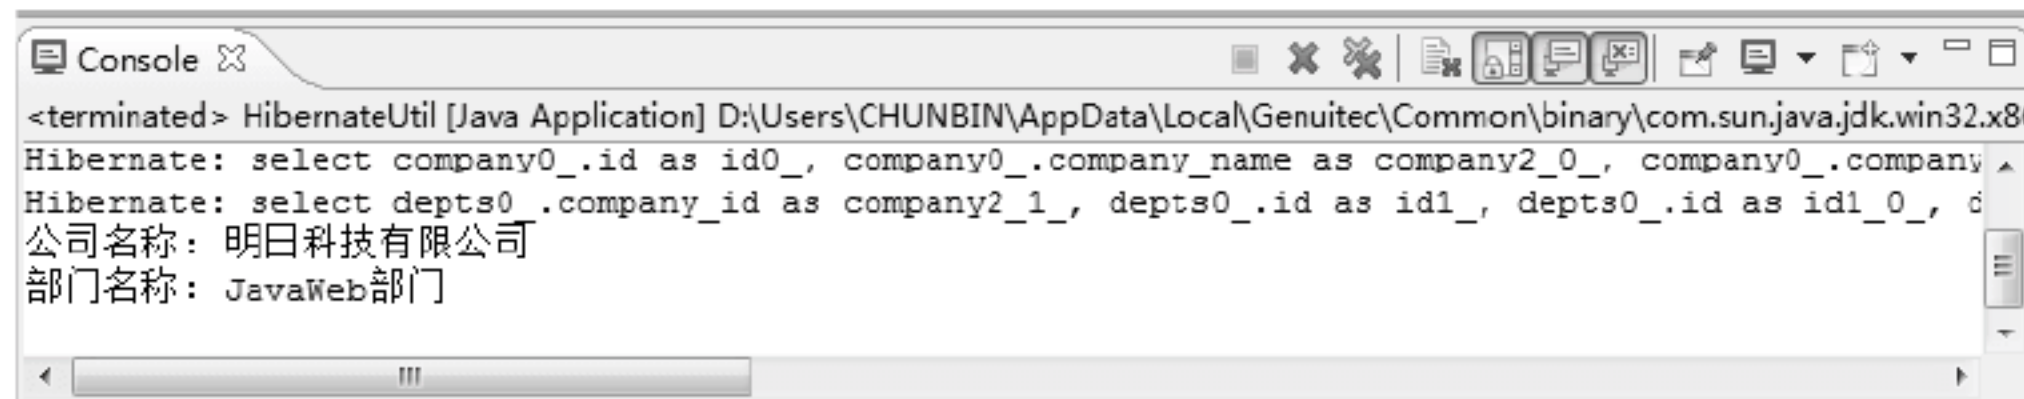 Console
<terminated> HibernateUtil [Java Application] D:\Users\CHUNBIN\AppData\Local\Genuitec\Common\binary\com.sun.java.jdk.win32.x8
Hibernate: select company0_.id as id0_, company0_.company_name as company2_0_, company0_.company
Hibernate: select depts0_.company_id as company2_1_, depts0_.id as id1_, depts0_.id as id1_0_, d
公司名称：明日科技有限公司
部门名称：JavaWeb部门